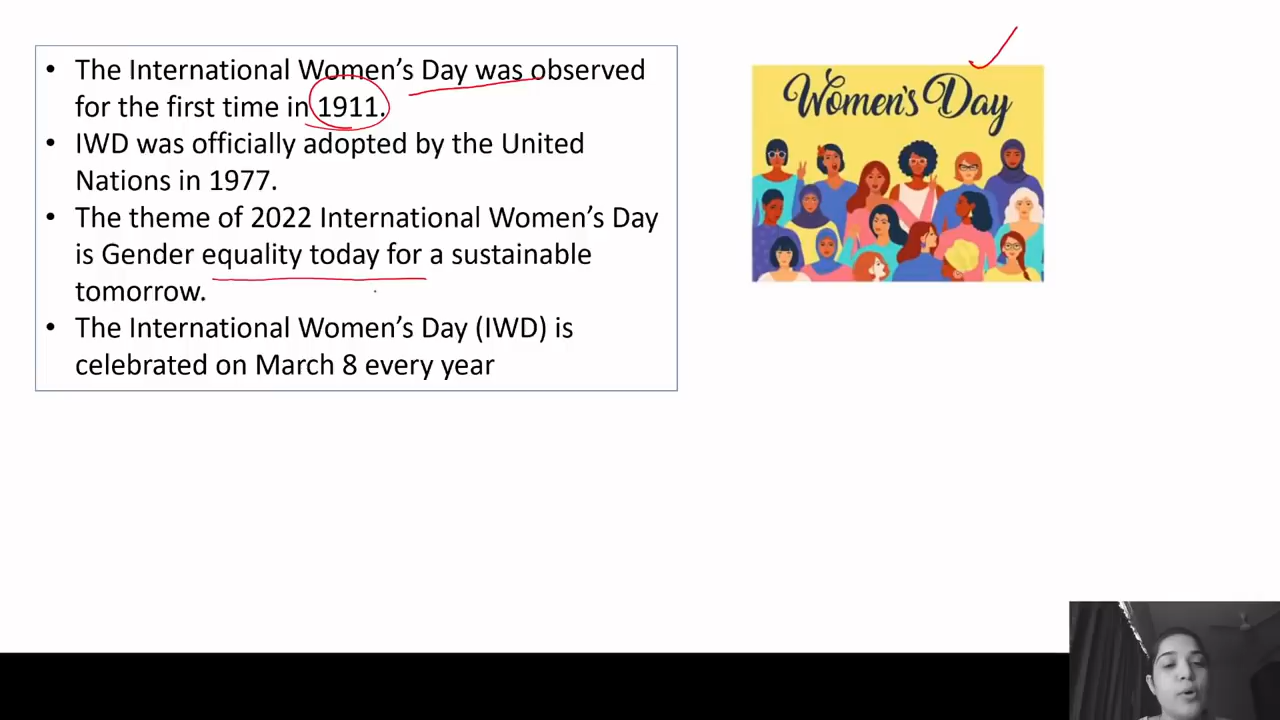 • The International Women's Day was observed
for the first time in 1911.
• IWD was officially adopted by the United
Nations in 1977.
• The theme of 2022 International Women's Day
is Gender equality today for a sustainable
tomorrow.
• The International Women's Day (IWD) is
celebrated on March 8 every year
Women's Day